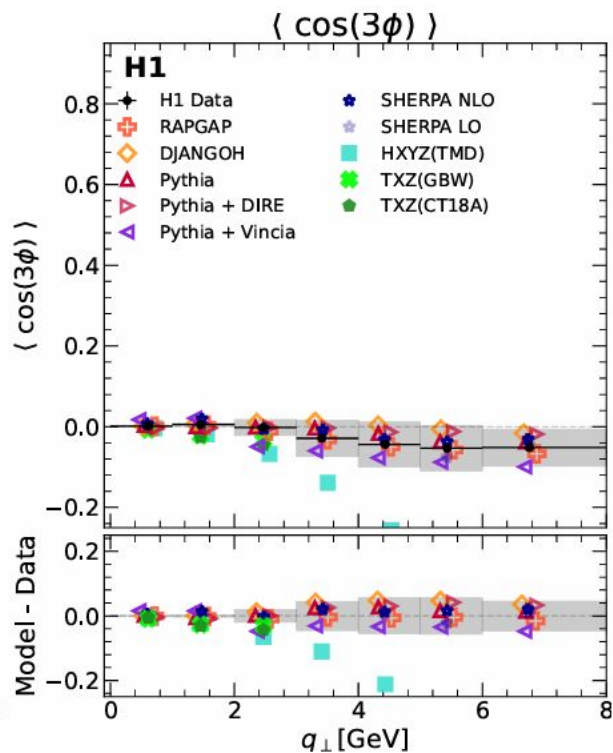 ⟨ cos(3ϕ) ⟩
H1
H1 Data
RAPGAP
DJANGOH
Pythia
Pythia + DIRE
Pythia + Vincia
SHERPA NLO
SHERPA LO
HXYZ(TMD)
TXZ(GBW)
TXZ(CT18A)
⟨ cos(3ϕ) ⟩
0.8
0.6
0.4
0.2
0.0
−0.2
Model - Data
0.2
0.0
−0.2
0 2 4 6 8
q⊥[GeV]